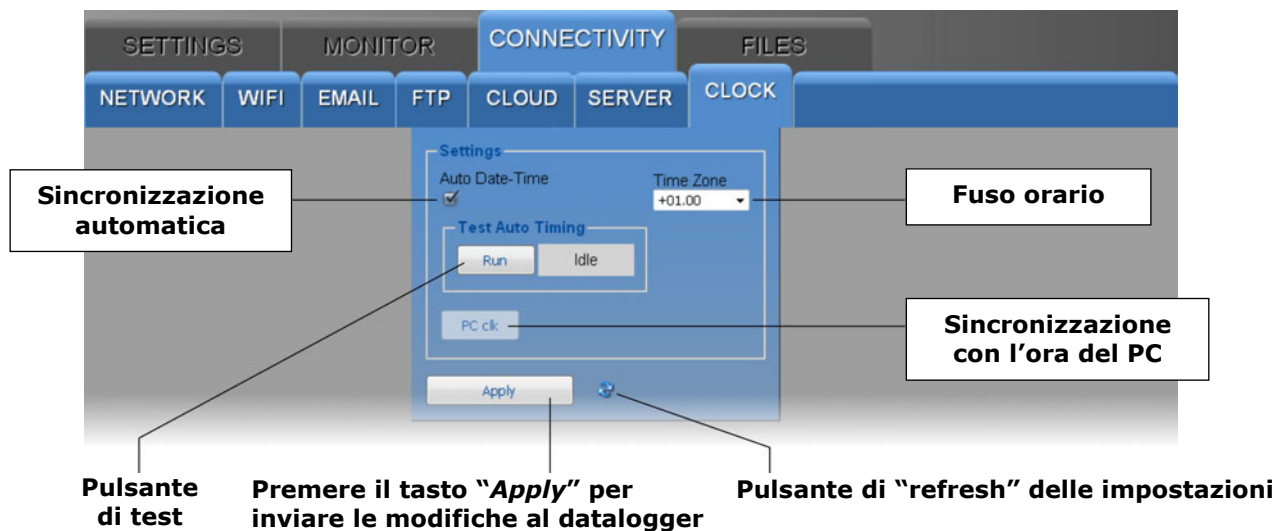 SETTINGS MONITOR CONNECTIVITY FILES
NETWORK WIFI EMAIL FTP CLOUD SERVER CLOCK
Settings
Auto Date-Time Time Zone
+01.00
Test Auto Timing
Run Idle
PC clk
Apply
Sincronizzazione
automatica
Fuso orario
Sincronizzazione
con l’ora del PC
Pulsante
di test
Premere il tasto “Apply” per
inviare le modifiche al datalogger
Pulsante di “refresh” delle impostazioni